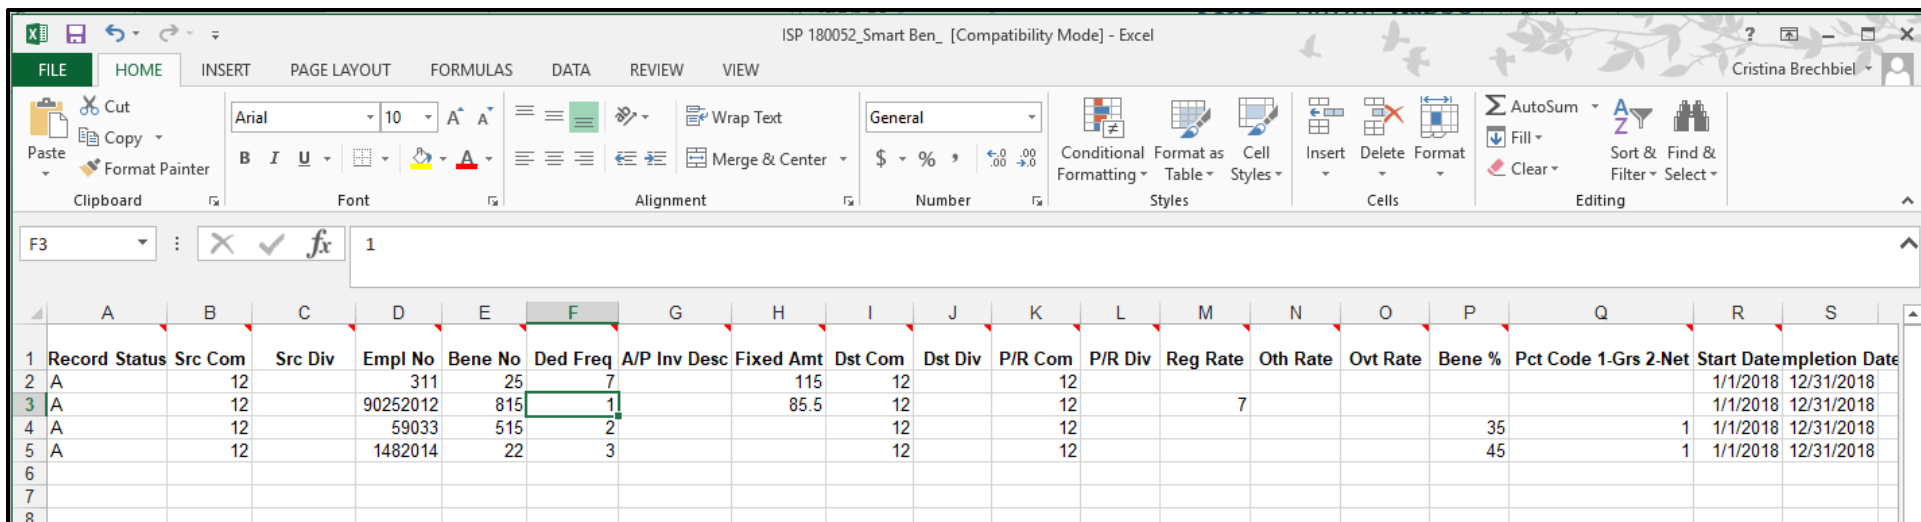 ISP 180052_Smart Ben_ [Compatibility Mode] - Excel
?
FILE HOME INSERT PAGE LAYOUT FORMULAS DATA REVIEW VIEW Cristina Brechbiel
Paste Cut Copy Format Painter
Arial 10 A A
B I U A
Wrap Text
Merge & Center
General
$ % , .0 .00 .00 .0
Conditional Formatting Format as Table Cell Styles
Insert Delete Format
AutoSum Fill Clear
Sort & Filter Find & Select
Clipboard Font Alignment Number Styles Cells Editing
F3 fx 1
A B C D E F G H I J K L M N O P Q R S
1 Record Status Src Com Src Div Empl No Bene No Ded Freq A/P Inv Desc Fixed Amt Dst Com Dst Div P/R Com P/R Div Reg Rate Oth Rate Ovt Rate Bene % Pct Code 1-Grs 2-Net Start Date mpletion Date
2 A 12 311 25 7 115 12 12 1/1/2018 12/31/2018
3 A 12 90252012 815 1 85.5 12 12 7 1/1/2018 12/31/2018
4 A 12 59033 515 2 12 12 35 1 1/1/2018 12/31/2018
5 A 12 1482014 22 3 12 12 45 1 1/1/2018 12/31/2018
6
7
8